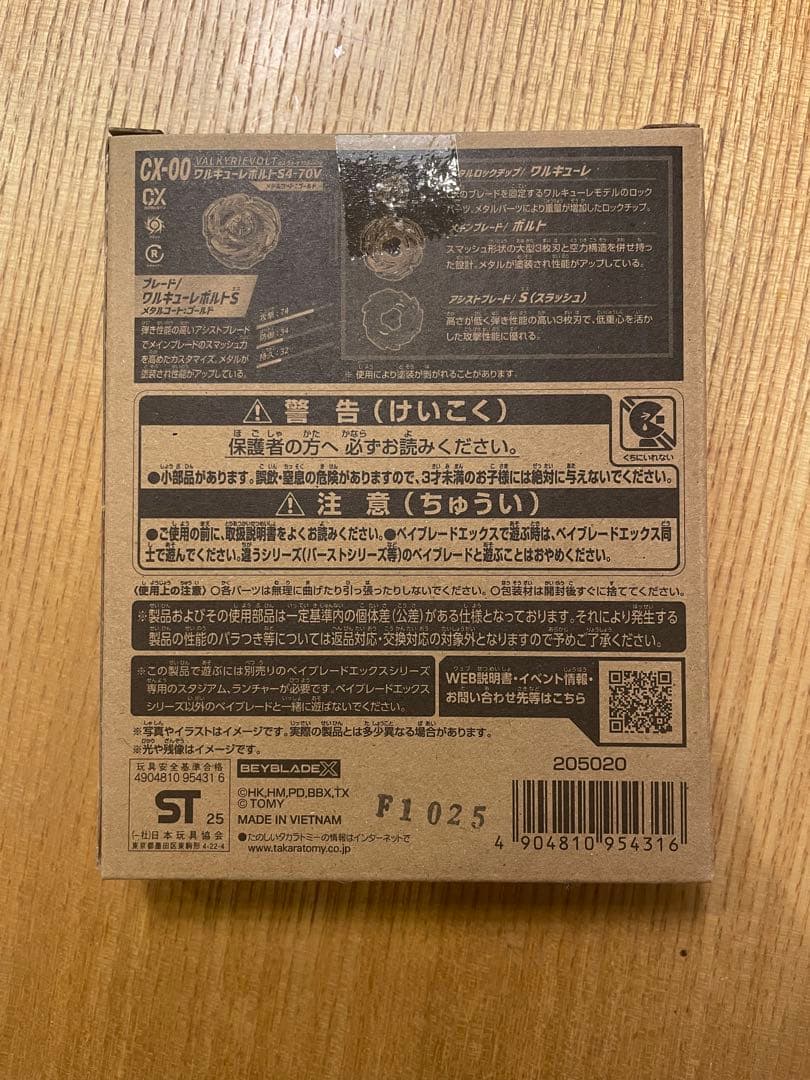 CX-00
VALKYRIEVOLT
ワルキューレボルトS4-70V
メタルコート:ゴールド
CX
R
ブレード/
ワルキューレボルトS
メタルコート:ゴールド
攻撃:74
防御:34
持久:32
弾き性能の高いアシストブレード
でメインブレードのスマッシュ力
を高めたカスタマイズ。メタルが
塗装され性能がアップしている。
タルロックチップ/ ワルキューレ
のブレードを固定するワルキューレモデルのロック
パーツ。メタルパーツにより重量が増加したロックチップ。
メインブレード/ ボルト
スマッシュ形状の大型3枚刃と空力構造を併せ持っ
た設計。メタルが塗装され性能がアップしている。
アシストブレード/ S(スラッシュ)
高さが低く弾き性能の高い3枚刃で、低重心を活か
した攻撃性能に優れる。
※ 使用により塗装が剥がれることがあります。
警告(けいこく)
保護者の方へ 必ずお読みください。
くちにいれない
●小部品があります。誤飲・窒息の危険がありますので、3才未満のお子様には絶対に与えないでください。
注意(ちゅうい)
●ご使用の前に、取扱説明書をよくお読みください。●ベイブレードエックスで遊ぶ時は、ベイブレードエックス同
士で遊んでください。違うシリーズ(バーストシリーズ等)のベイブレードと遊ぶことはおやめください。
〈使用上の注意〉○各パーツは無理に曲げたり引っ張ったりしないでください。○包装材は開封後すぐに捨ててください。
※製品およびその使用部品は一定基準内の個体差(公差)がある仕様となっております。それにより発生する
製品の性能のバラつき等については返品対応・交換対応の対象外となりますので予めご了承ください。
※この製品で遊ぶには別売りのベイブレードエックスシリーズ
専用のスタジアム、ランチャーが必要です。ベイブレードエックス
シリーズ以外のベイブレードと一緒に遊ばないでください。
WEB説明書・イベント情報・
お問い合わせ先等はこちら
※写真やイラストはイメージです。実際の製品とは多少異なる場合があります。
※光や残像はイメージです。
玩具安全基準合格
4904810 95431 6
ST 25
(一社)日本玩具協会
東京都墨田区東駒形 4-22-4
BEYBLADE X
©HK,HM,PD,BBX,TX
© TOMY
MADE IN VIETNAM
●たのしいタカラトミーの情報はインターネットで
www.takaratomy.co.jp
F1025
205020
4 904810 954316